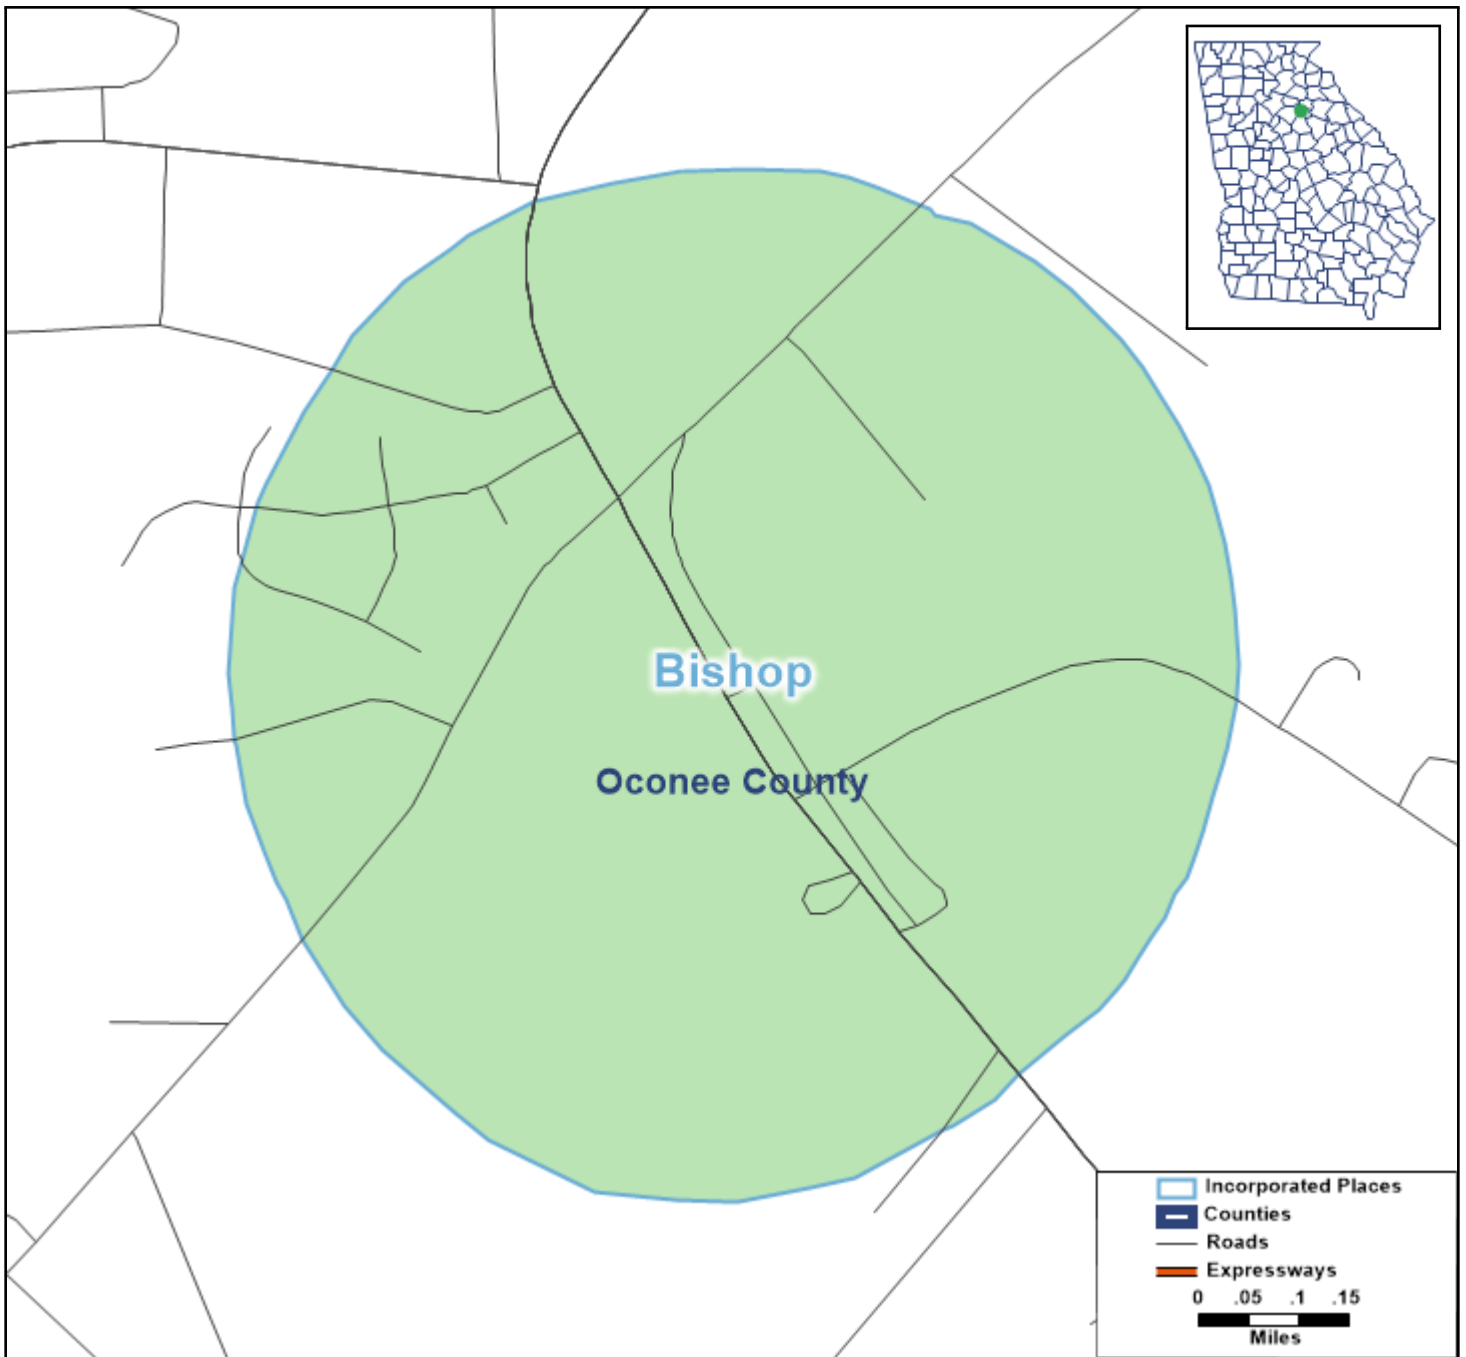 Bishop
Oconee County
Incorporated Places
Counties
Roads
Expressways
0 .05 .1 .15
Miles